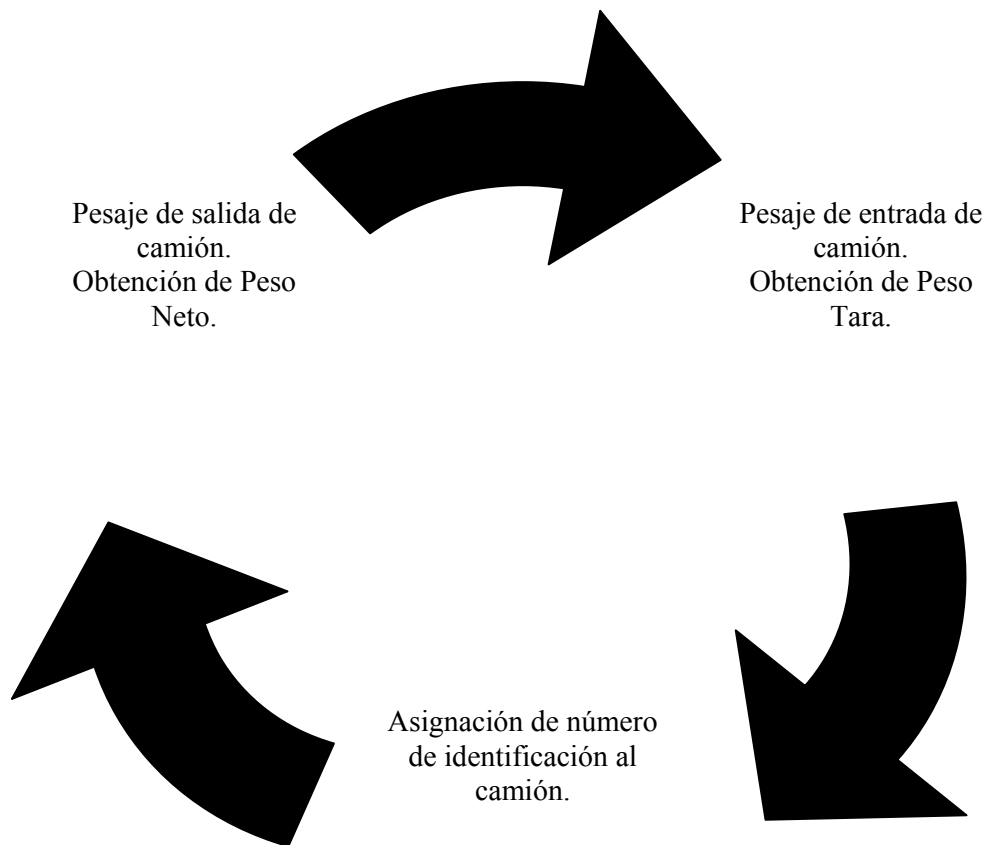 Pesaje de salida de
camión.
Obtención de Peso
Neto.
Pesaje de entrada de
camión.
Obtención de Peso
Tara.
Asignación de número
de identificación al
camión.